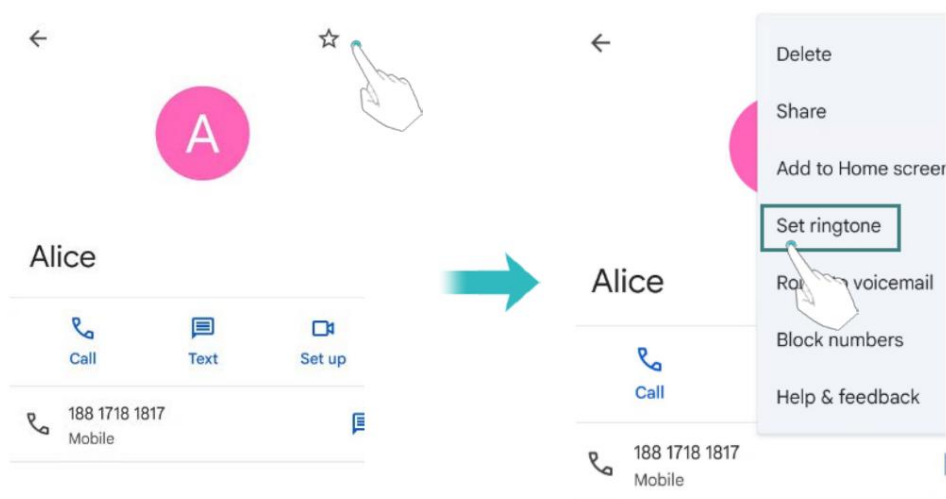 A
Alice
Call
Text
Set up
188 1718 1817
Mobile
Delete
Share
Add to Home screen
Set ringtone
voicemail
Block numbers
Help & feedback
Alice
Call
188 1718 1817
Mobile